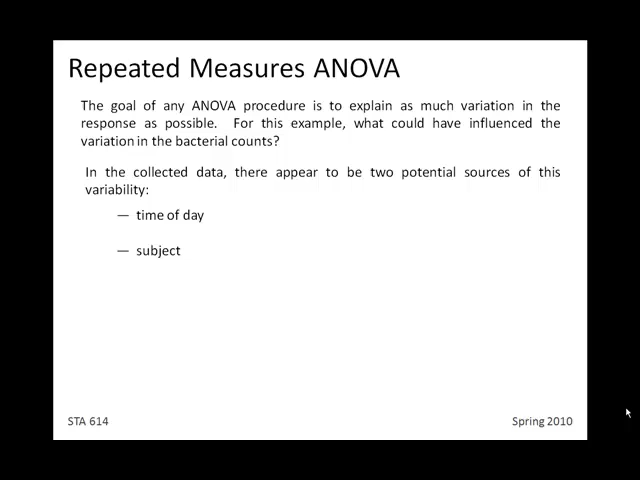 Repeated Measures ANOVA
The goal of any ANOVA procedure is to explain as much variation in the
response as possible. For this example, what could have influenced the
variation in the bacterial counts?
In the collected data, there appear to be two potential sources of this
variability:
— time of day
— subject
STA 614
Spring 2010